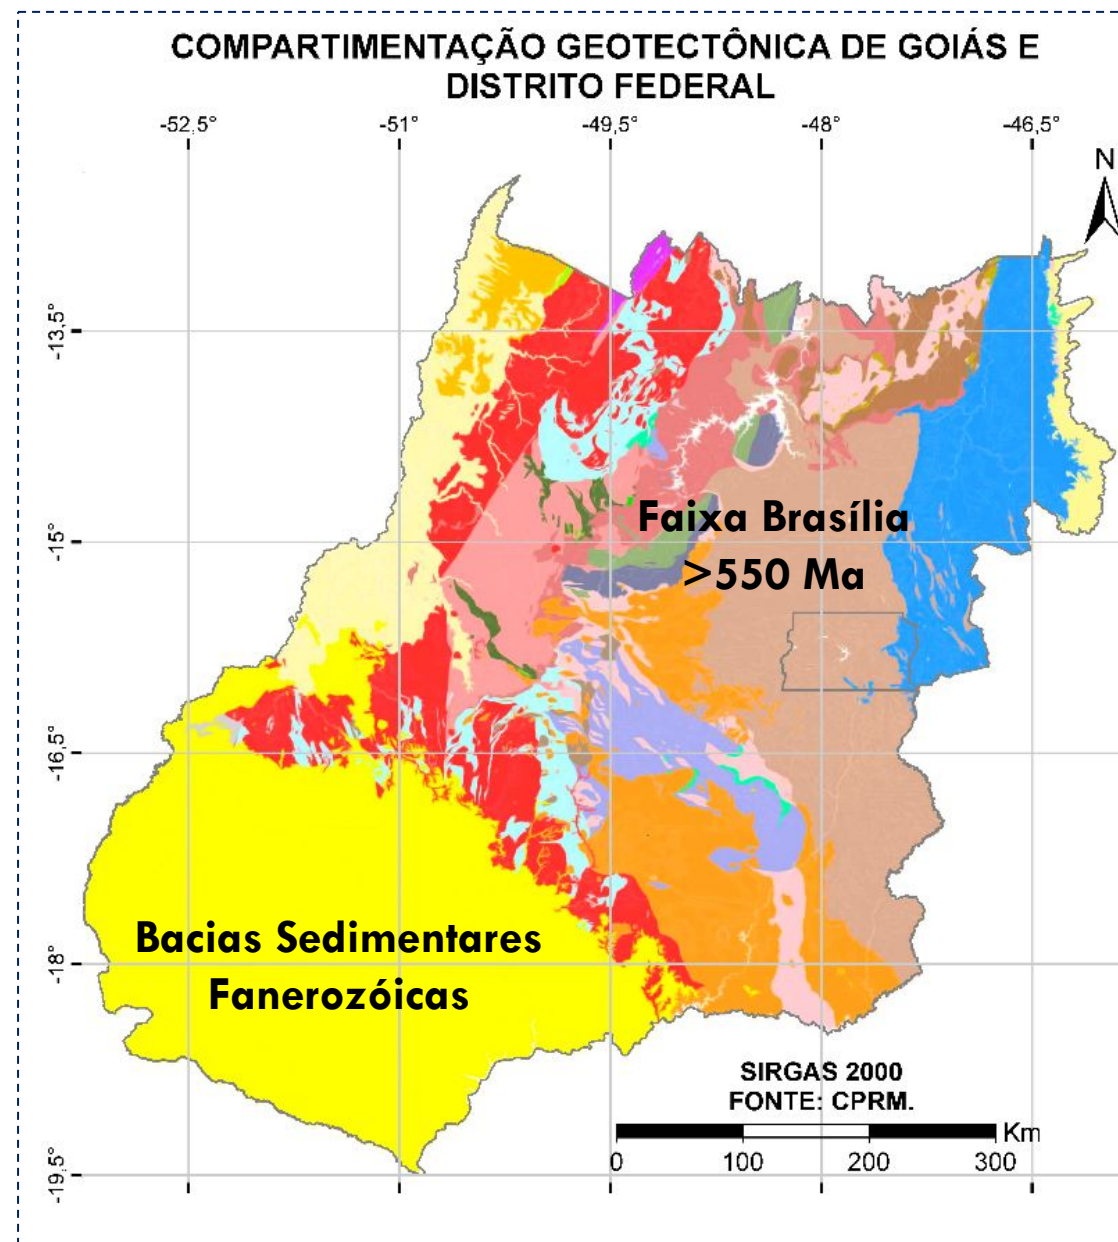 COMPARTIMENTAÇÃO GEOTECTÔNICA DE GOIÁS E
DISTRITO FEDERAL
-52,5°
-51°
-49,5°
-48°
-46,5°
N
-13,5°
-15°
-16,5°
-18°
-19,5°
Faixa Brasília
>550 Ma
Bacias Sedimentares
Fanerozóicas
SIRGAS 2000
FONTE: CPRM.
Km
0
100
200
300